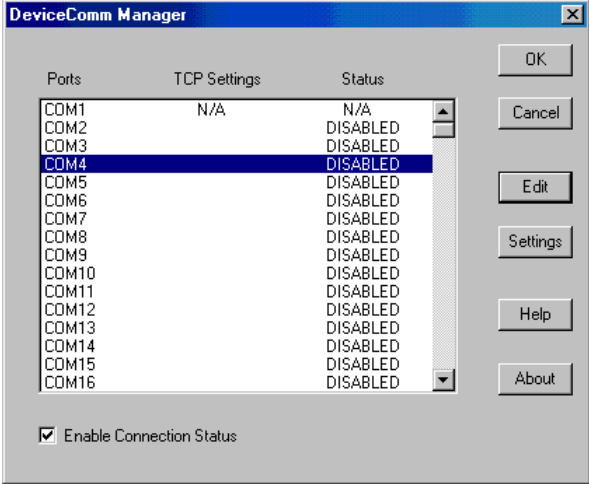 DeviceComm Manager
OK
Ports TCP Settings Status
COM1 N/A N/A
Cancel
COM2 DISABLED
COM3 DISABLED
COM4 DISABLED
COM5 DISABLED
Edit
COM6 DISABLED
COM7 DISABLED
COM8 DISABLED
Settings
COM9 DISABLED
COM10 DISABLED
COM11 DISABLED
COM12 DISABLED
Help
COM13 DISABLED
COM14 DISABLED
COM15 DISABLED
COM16 DISABLED
About
Enable Connection Status